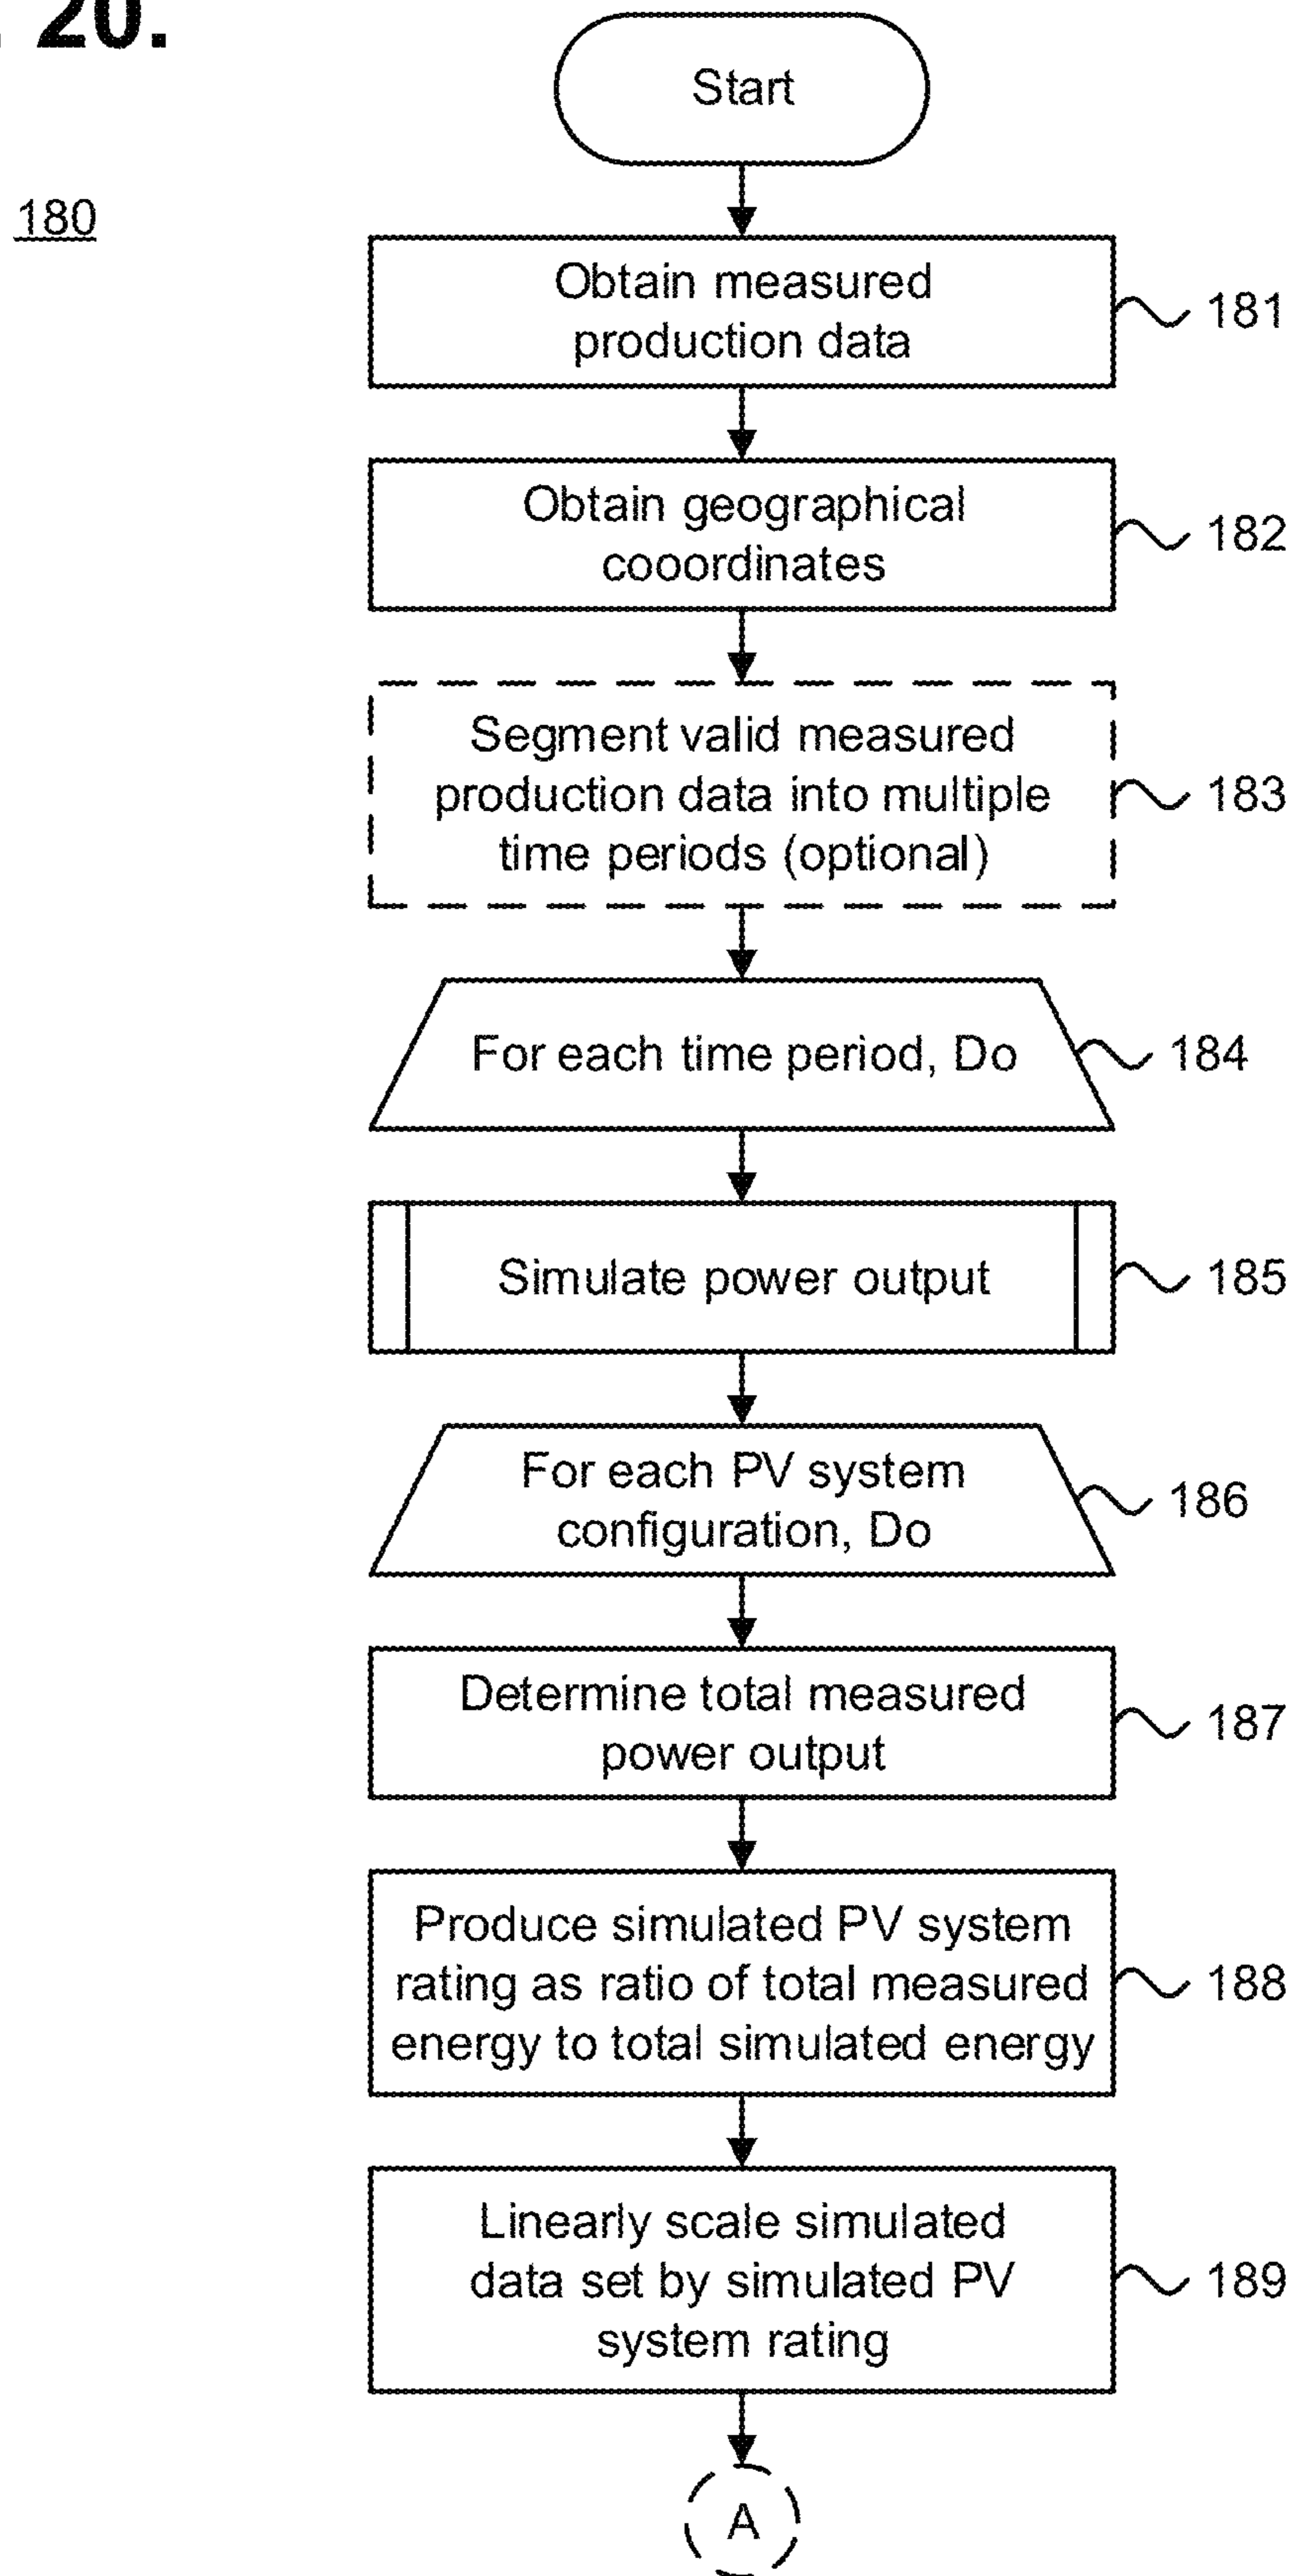 20.
Start
180
Obtain measured
production data
181
Obtain geographical
cooordinates
182
Segment valid measured
production data into multiple
time periods (optional)
183
For each time period, Do
184
Simulate power output
185
For each PV system
configuration, Do
186
Determine total measured
power output
187
Produce simulated PV system
rating as ratio of total measured
energy to total simulated energy
188
Linearly scale simulated
data set by simulated PV
system rating
189
A